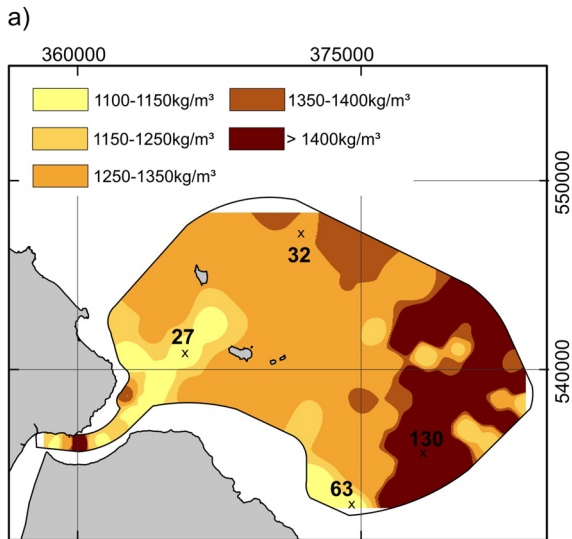 a)
360000 375000
1100-1150kg/m³ 1350-1400kg/m³
1150-1250kg/m³ > 1400kg/m³
1250-1350kg/m³
550000
x
32
27
x
540000
130
x
63
x